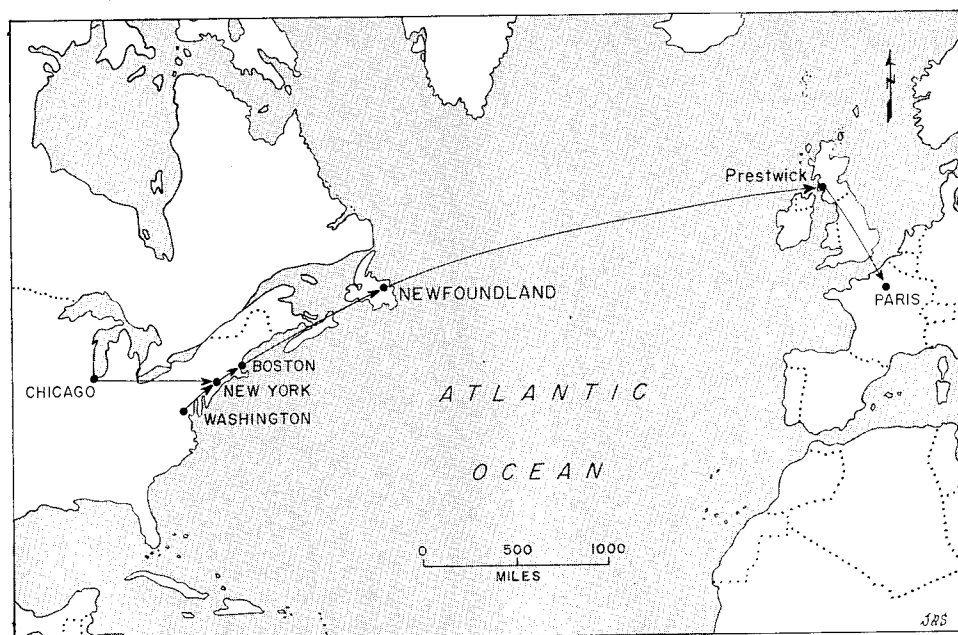 Prestwick
NEWFOUNDLAND
PARIS
BOSTON
CHICAGO
NEW YORK
WASHINGTON
ATLANTIC
OCEAN
0 500 1000
MILES
JRS